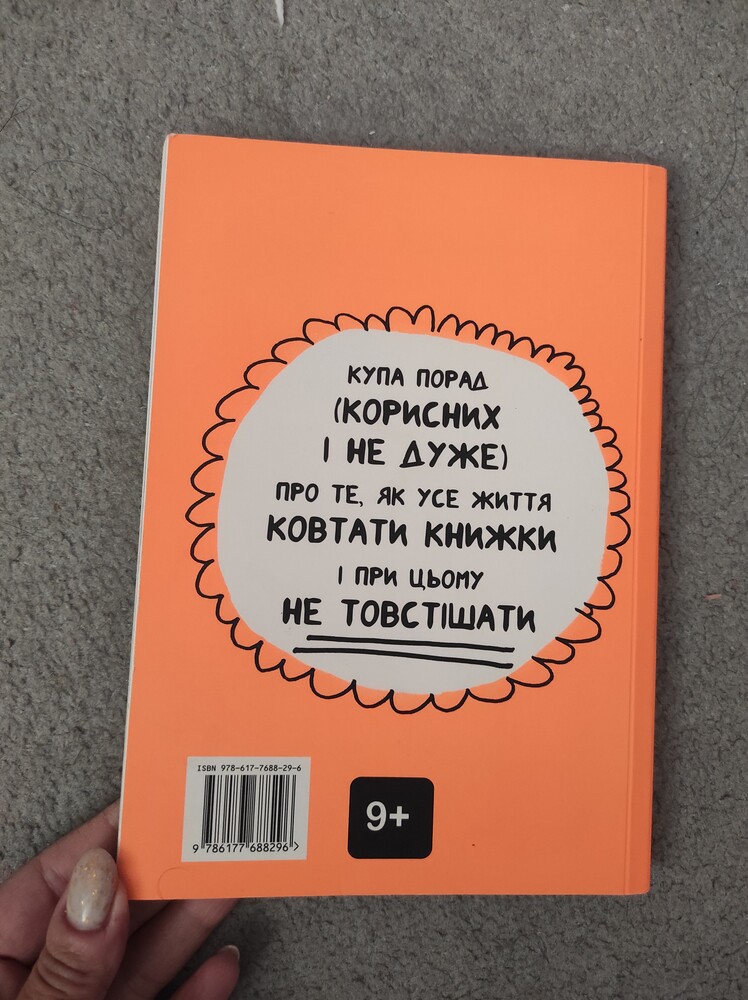 КУПА ПОРАД
(КОРИСНИХ
І НЕ ДУЖЕ)
ПРО ТЕ, ЯК УСЕ ЖИТТЯ
КОВТАТИ КНИЖКИ
І ПРИ ЦЬОМУ
НЕ ТОВСТІШАТИ
ISBN 978-617-7688-29-6
9 786177 688296 >
9+